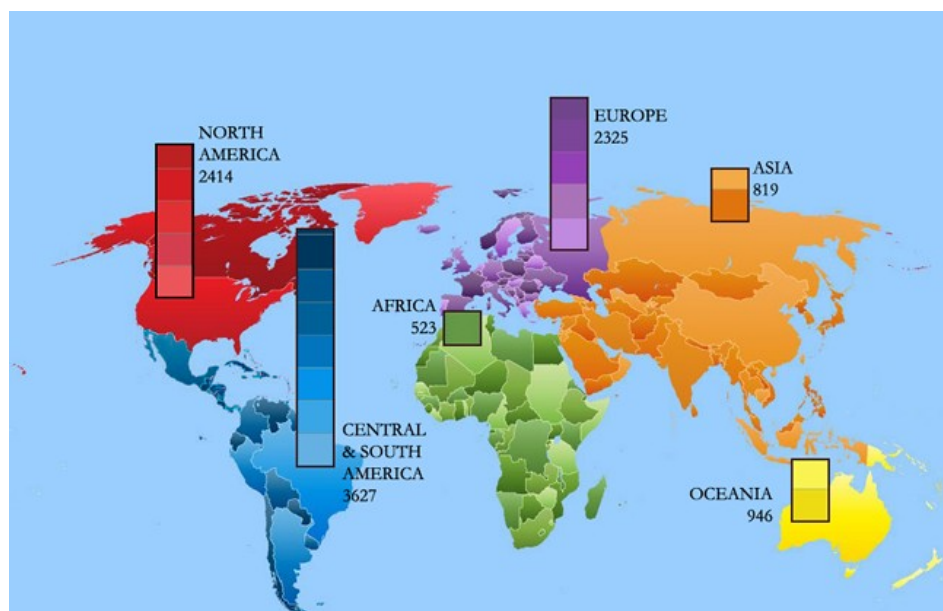 NORTH
AMERICA
2414
EUROPE
2325
ASIA
819
AFRICA
523
CENTRAL
& SOUTH
AMERICA
3627
OCEANIA
946